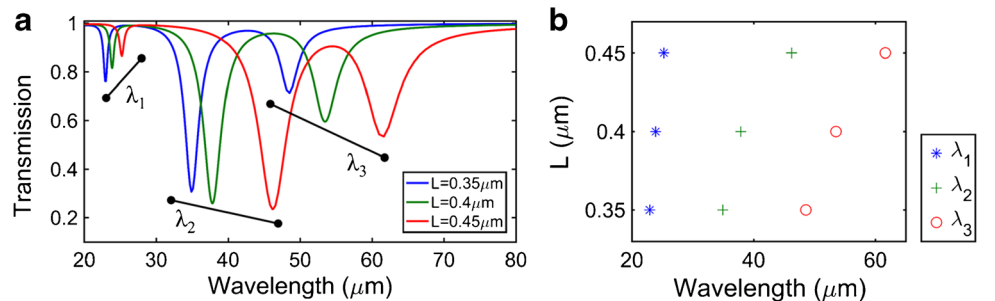 a
b
1
0.8
0.6
0.4
0.2
Transmission
λ1
λ2
λ3
L=0.35μm
L=0.4μm
L=0.45μm
20 30 40 50 60 70 80
Wavelength (μm)
0.45
0.4
0.35
L (μm)
λ1
λ2
λ3
20 40 60
Wavelength (μm)